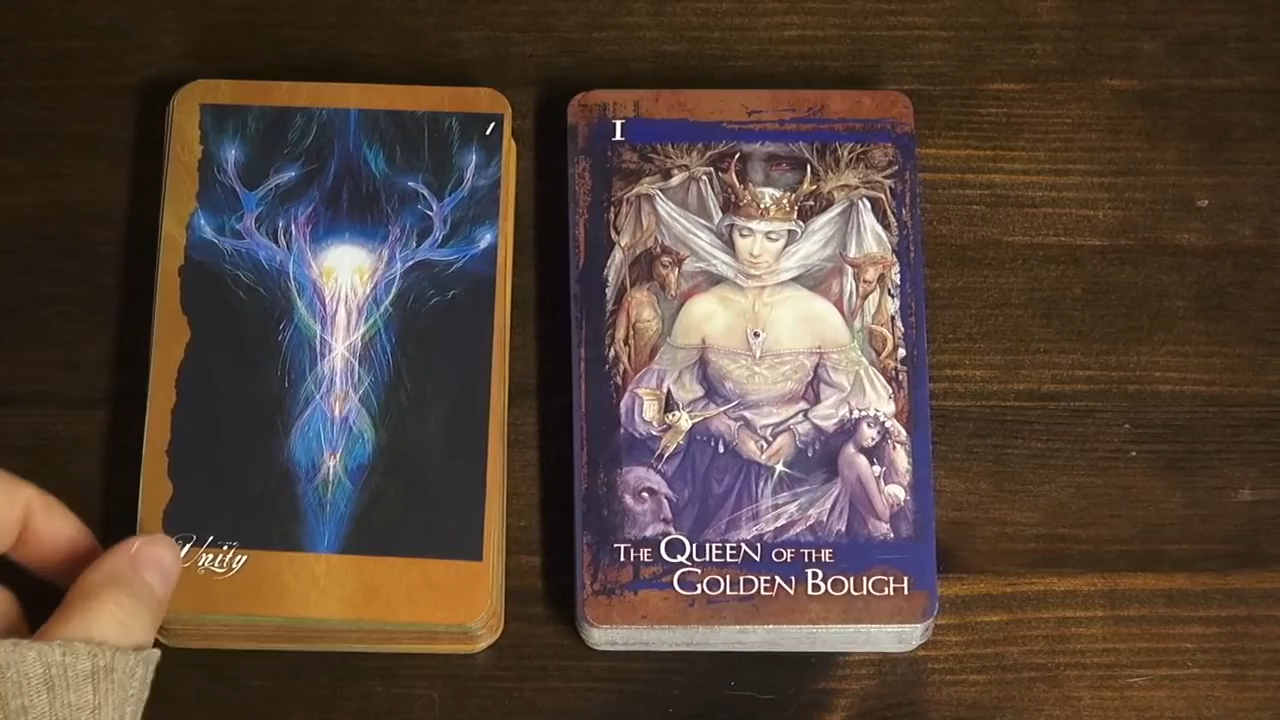 1
Unity
I
THE QUEEN OF THE
GOLDEN BOUGH